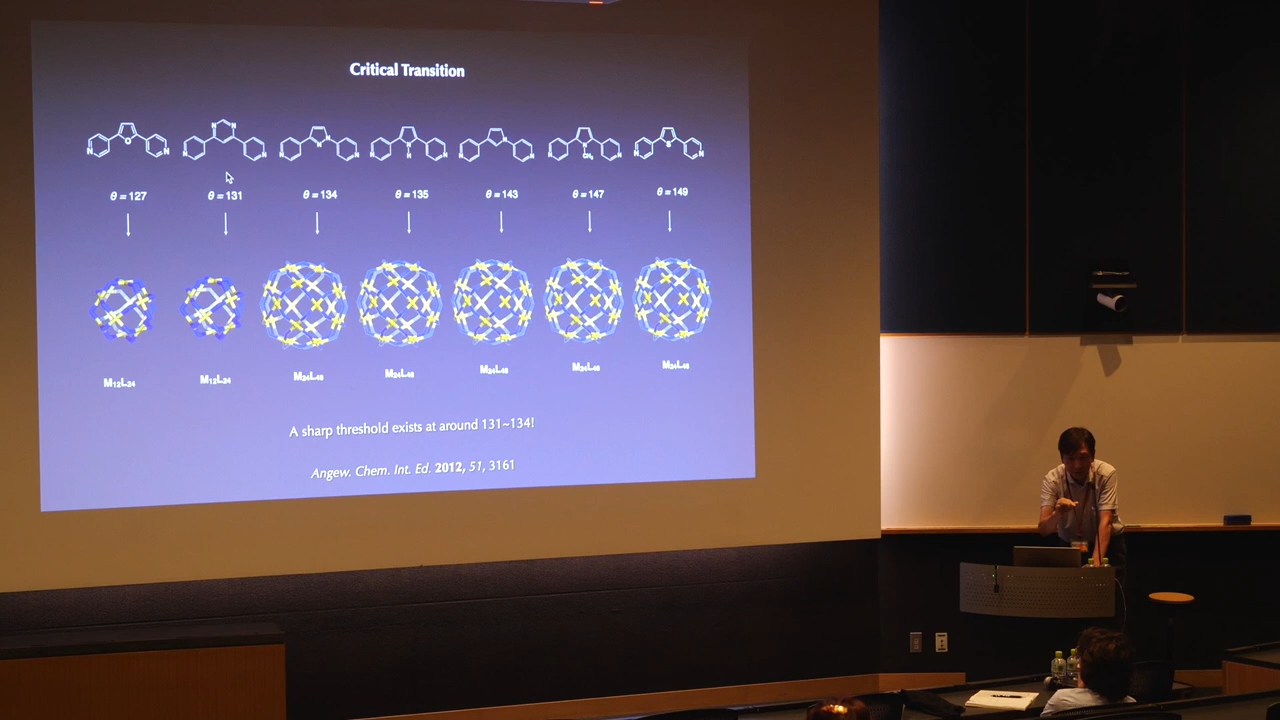 Critical Transition
θ = 127 θ = 131 θ = 134 θ = 135 θ = 143 θ = 147 θ = 149
M₁₂L₂₄ M₁₂L₂₄ M₂₄L₄₈ M₂₄L₄₈ M₂₄L₄₈ M₂₄L₄₈ M₂₄L₄₈
A sharp threshold exists at around 131~134!
Angew. Chem. Int. Ed. 2012, 51, 3161